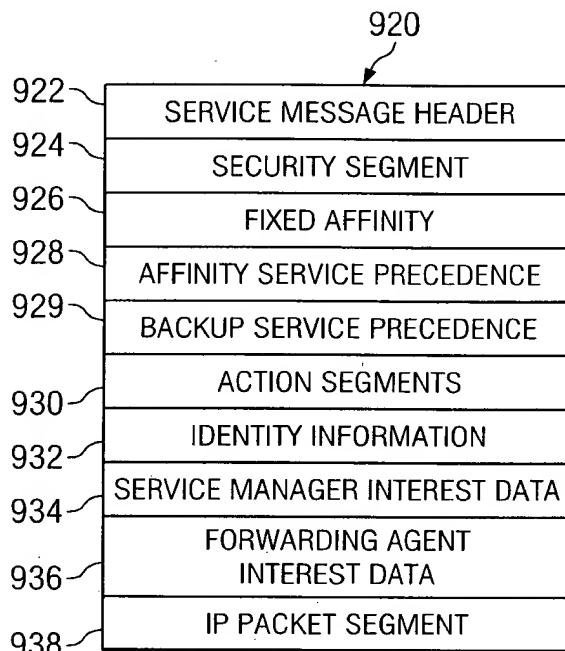 920
922 SERVICE MESSAGE HEADER
924 SECURITY SEGMENT
926 FIXED AFFINITY
928 AFFINITY SERVICE PRECEDENCE
929 BACKUP SERVICE PRECEDENCE
930 ACTION SEGMENTS
932 IDENTITY INFORMATION
934 SERVICE MANAGER INTEREST DATA
936 FORWARDING AGENT
INTEREST DATA
938 IP PACKET SEGMENT